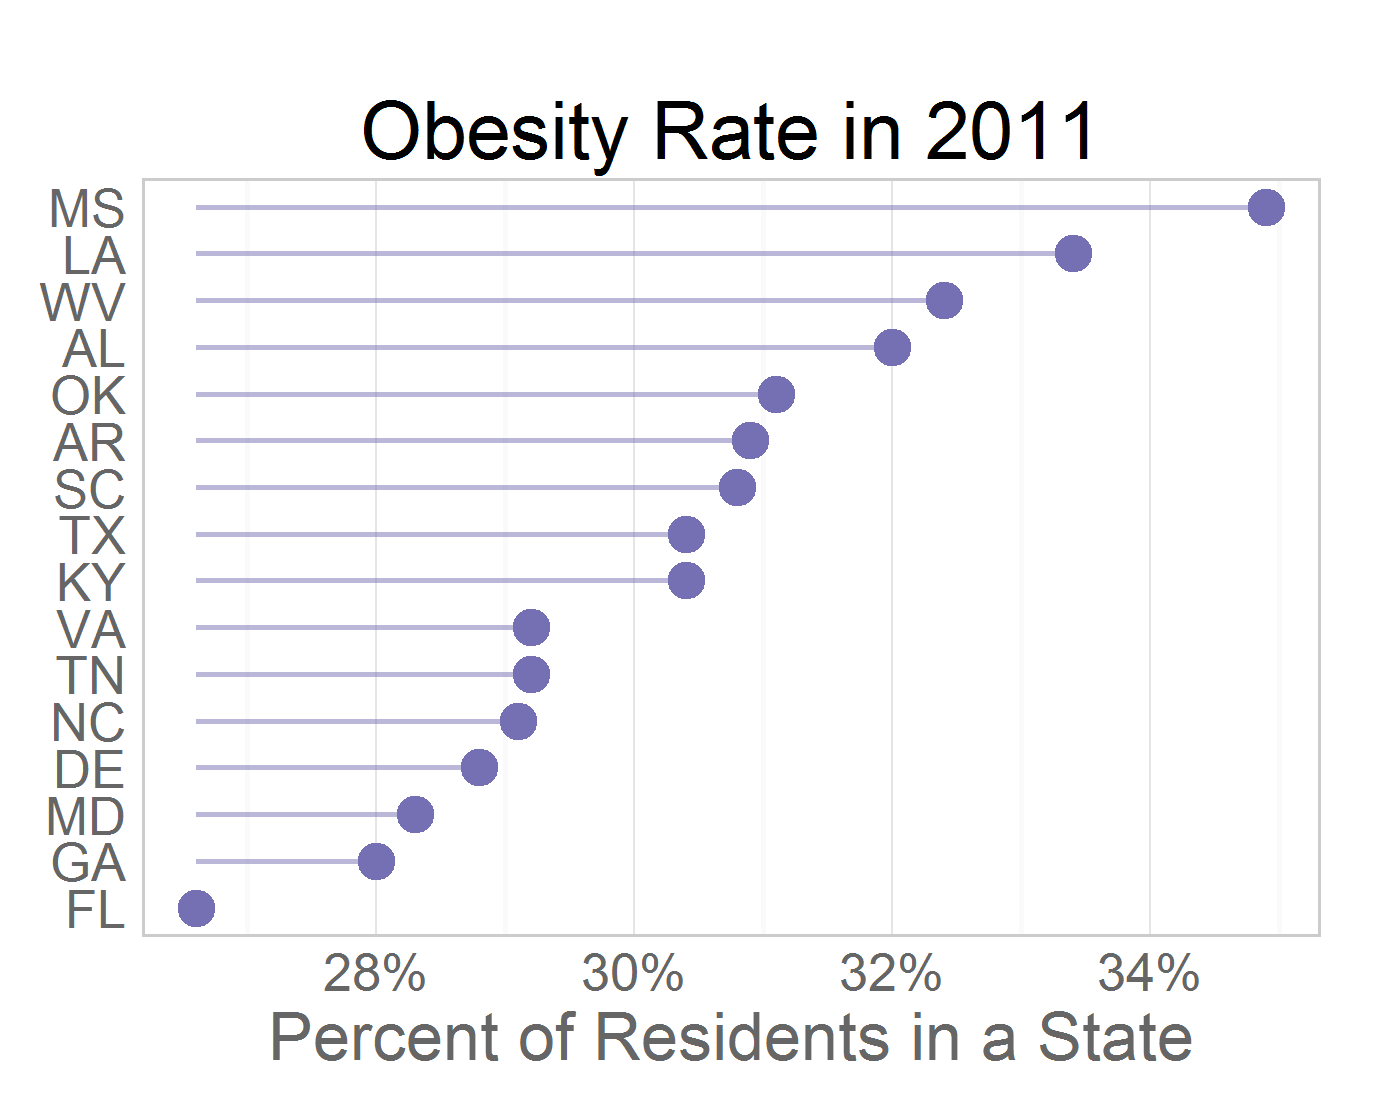 Obesity Rate in 2011
MS
LA
WV
AL
OK
AR
SC
TX
KY
VA
TN
NC
DE
MD
GA
FL
28% 30% 32% 34%
Percent of Residents in a State